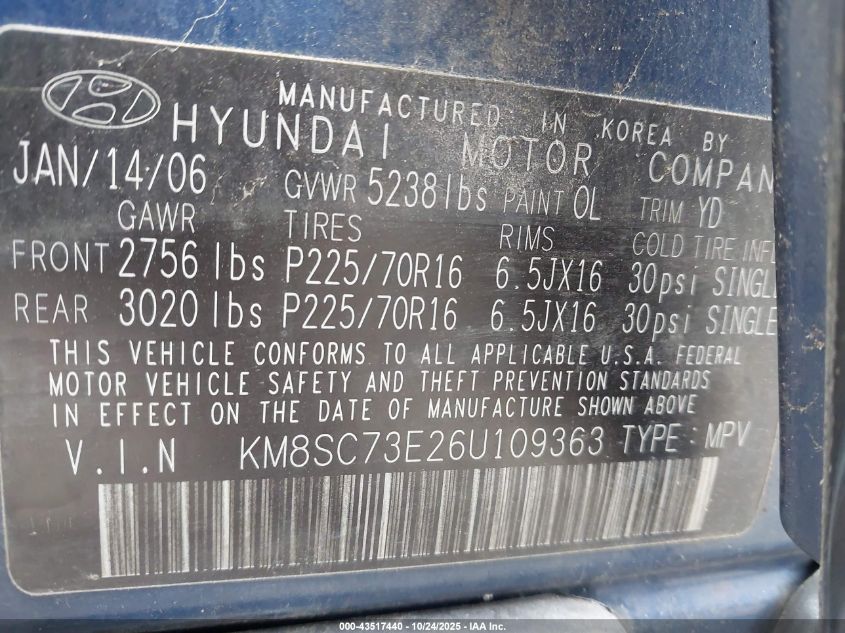 MANUFACTURED IN KOREA BY
HYUNDAI MOTOR COMPAN
JAN/14/06 GVWR 5238 lbs PAINT OL TRIM YD
GAWR TIRES RIMS COLD TIRE INFL
FRONT 2756 lbs P225/70R16 6.5JX16 30psi SINGL
REAR 3020 lbs P225/70R16 6.5JX16 30psi SINGLE
THIS VEHICLE CONFORMS TO ALL APPLICABLE U.S.A. FEDERAL
MOTOR VEHICLE SAFETY AND THEFT PREVENTION STANDARDS
IN EFFECT ON THE DATE OF MANUFACTURE SHOWN ABOVE
V.I.N KM8SC73E26U109363 TYPE : MPV
000-43517440 - 10/24/2025 - IAA Inc.